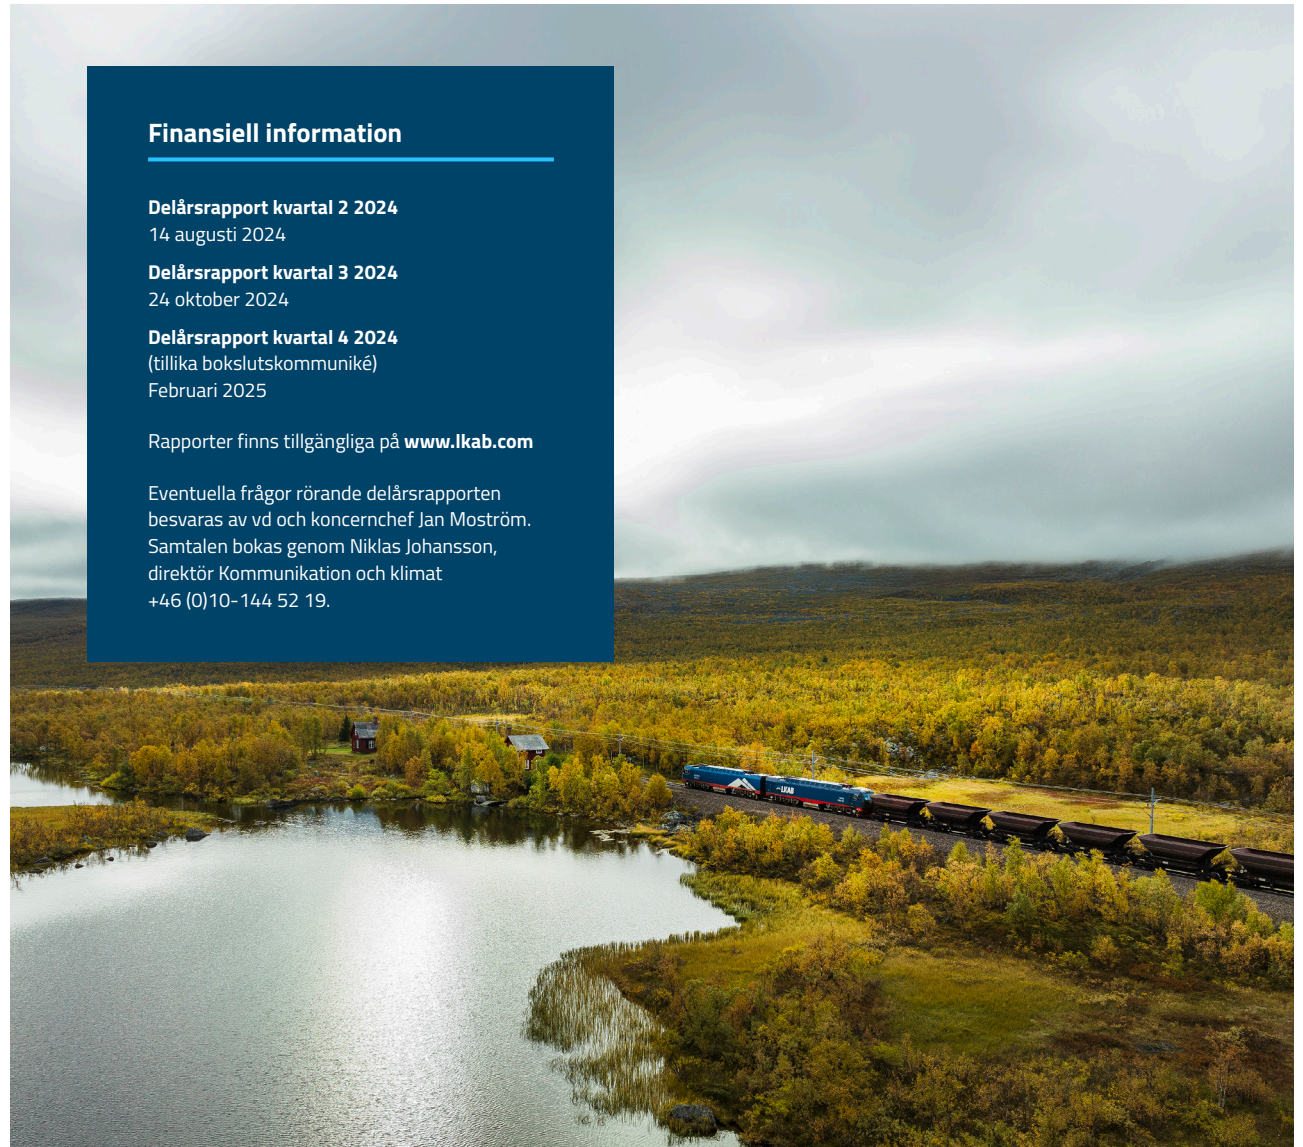 Finansiell information
Delårsrapport kvartal 2 2024
14 augusti 2024
Delårsrapport kvartal 3 2024
24 oktober 2024
Delårsrapport kvartal 4 2024
(tillika bokslutskommuniké)
Februari 2025
Rapporter finns tillgängliga på www.lkab.com
Eventuella frågor rörande delårsrapporten
besvaras av vd och koncernchef Jan Moström.
Samtalen bokas genom Niklas Johansson,
direktör Kommunikation och klimat
+46 (0)10-144 52 19.
LKAB